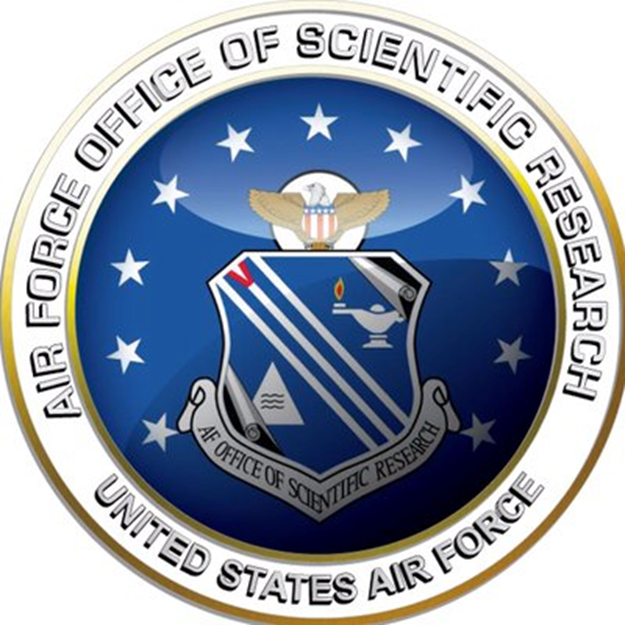 AIR FORCE OFFICE OF SCIENTIFIC RESEARCH
AF OFFICE OF SCIENTIFIC RESEARCH
UNITED STATES AIR FORCE